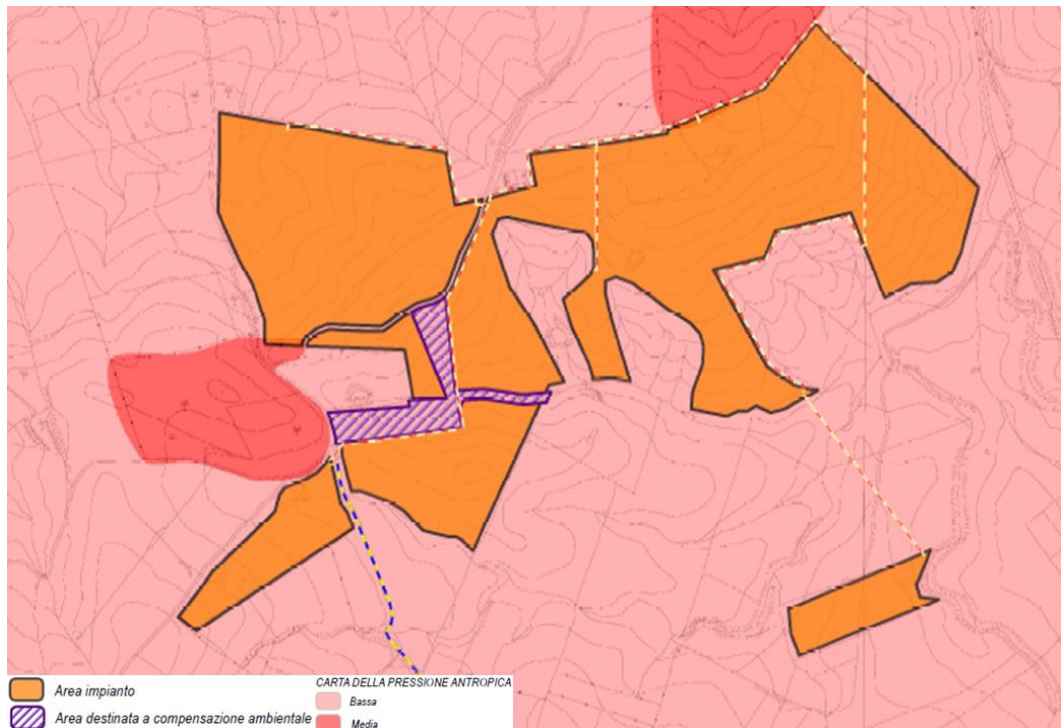 Area impianto
Area destinata a compensazione ambientale
CARTA DELLA PRESSIONE ANTROPICA
Bassa
Media